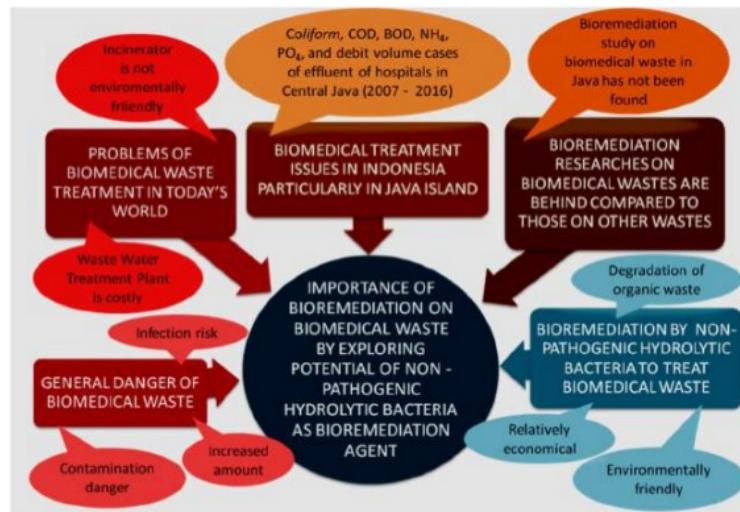 Incinerator
is not
enviromentally
friendly
Coliform, COD, BOD, NH₄,
PO₄, and debit volume cases
of effluent of hospitals in
Central Java (2007 - 2016)
Bioremediation
study on
biomedical waste in
Java has not been
found
PROBLEMS OF
BIOMEDICAL WASTE
TREATMENT IN TODAY'S
WORLD
BIOMEDICAL TREATMENT
ISSUES IN INDONESIA
PARTICULARLY IN JAVA ISLAND
BIOREMEDIATION
RESEARCHES ON
BIOMEDICAL WASTES ARE
BEHIND COMPARED TO
THOSE ON OTHER WASTES
Waste Water
Treatment Plant
is costly
Degradation of
organic waste
IMPORTANCE OF
BIOREMEDIATION ON
BIOMEDICAL WASTE
BY EXPLORING
POTENTIAL OF NON -
PATHOGENIC
HYDROLYTIC BACTERIA
AS BIOREMEDIATION
AGENT
Infection risk
GENERAL DANGER OF
BIOMEDICAL WASTE
BIOREMEDIATION BY NON-
PATHOGENIC HYDROLYTIC
BACTERIA TO TREAT
BIOMEDICAL WASTE
Contamination
danger
Increased
amount
Relatively
economical
Environmentally
friendly